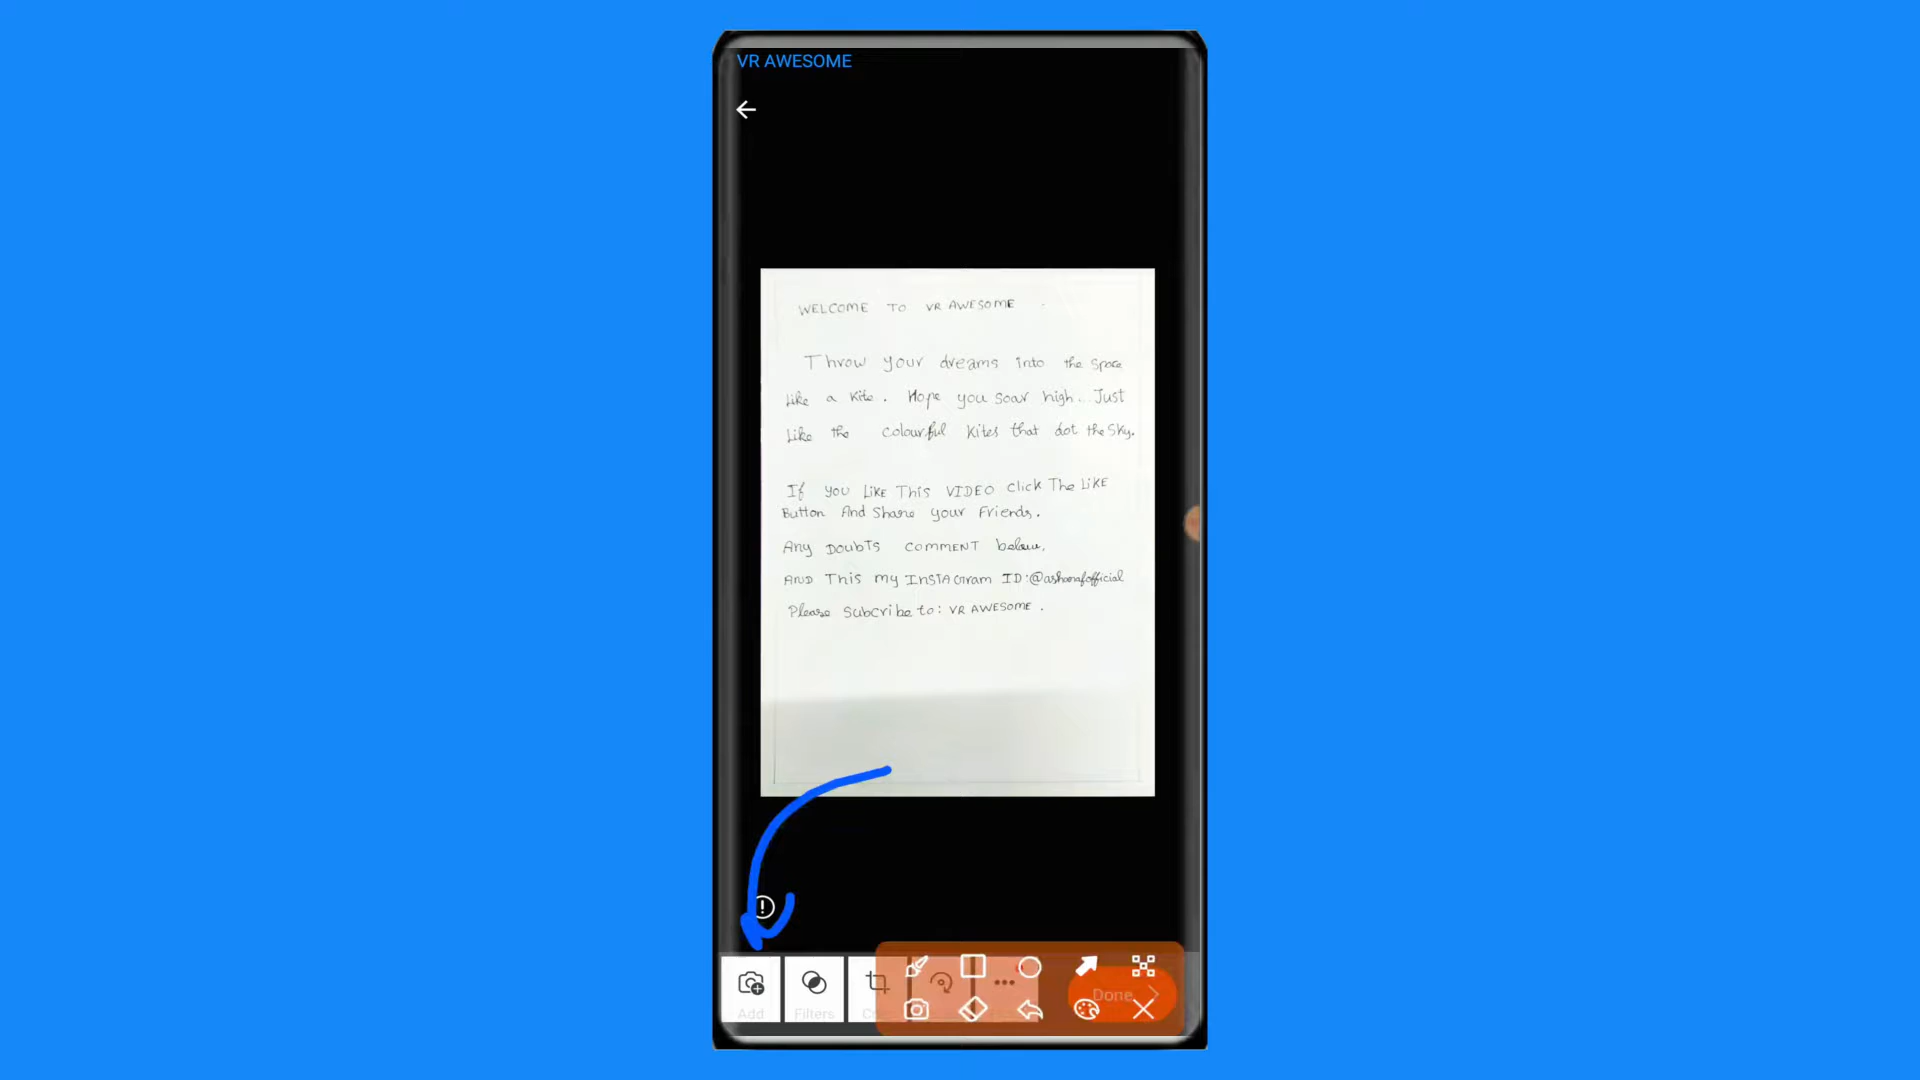 VR AWESOME
WELCOME TO VR AWESOME
Throw your dreams into the space
Like a kite. Hope you soar high. Just
Like the colourful kites that dot the sky.
If you Like This VIDEO click The LIKE
Button And Share your Friends.
Any Doubts COMMENT below,
AND This my InSTAGram ID:@ashrafofficial
Please Subcribe to: VR AWESOME.
Add
Filters
Done